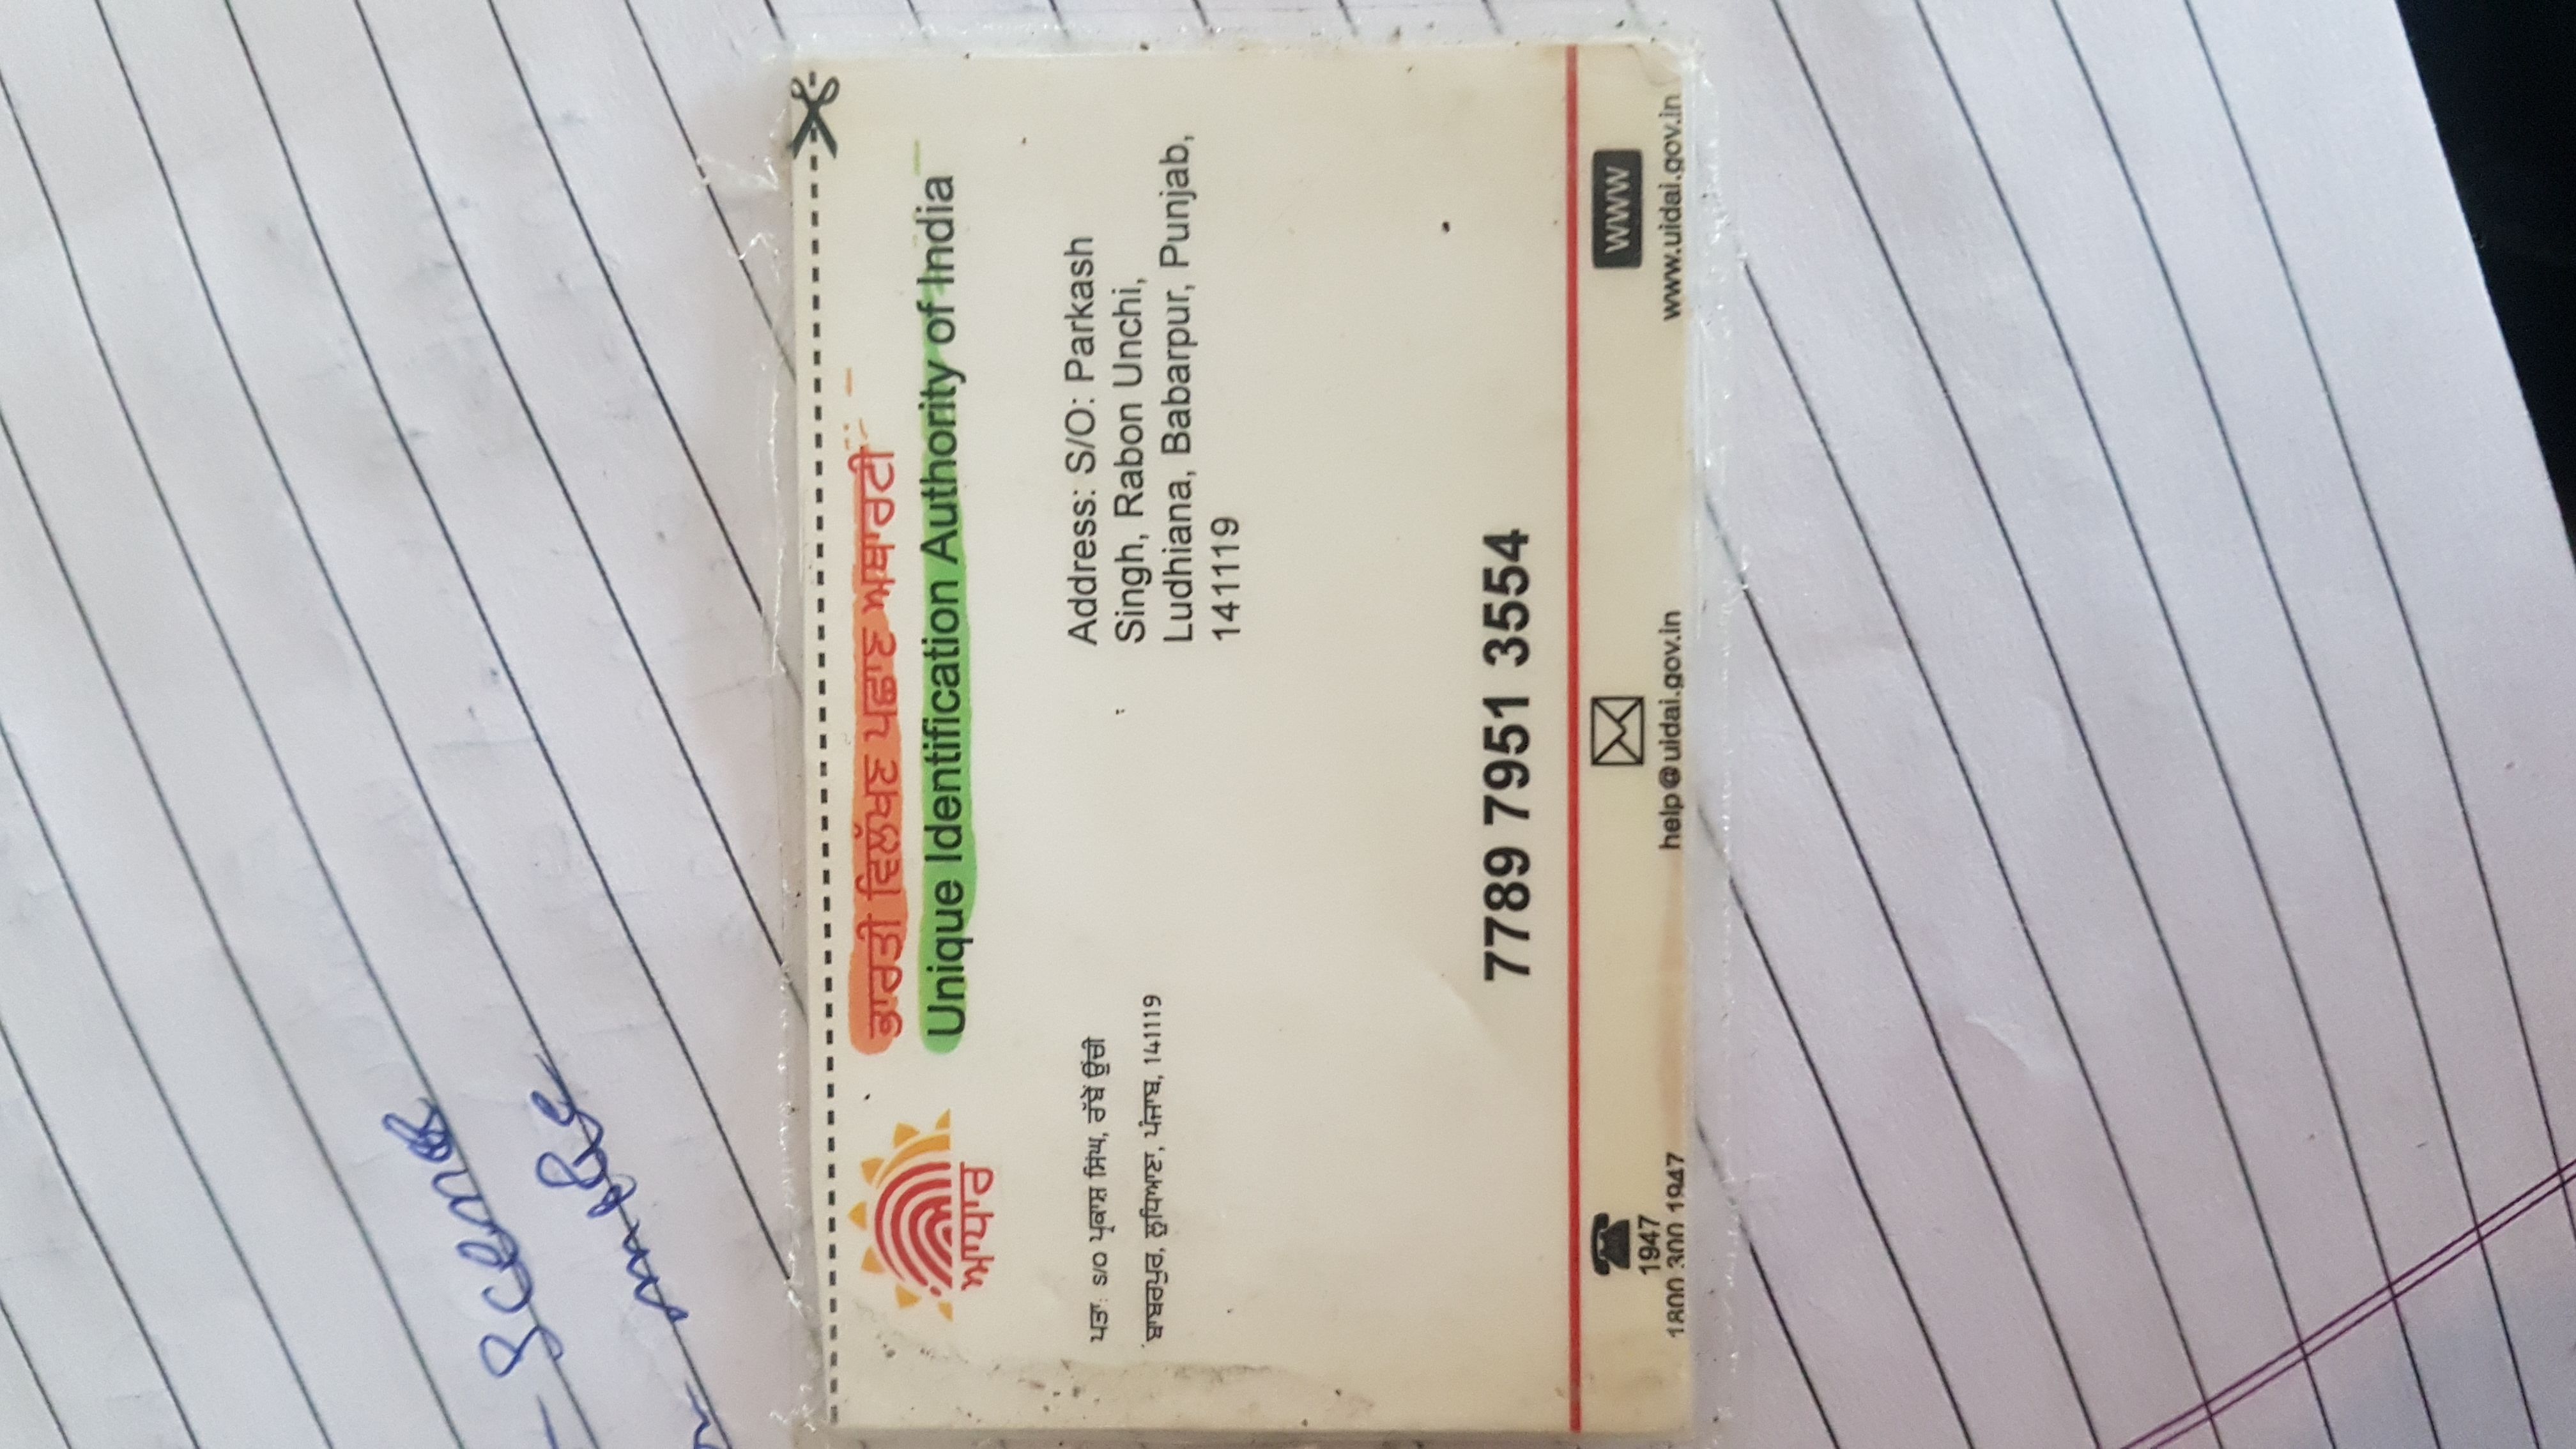 ਭਾਰਤੀ ਵਿਲੱਖਣ ਪਛਾਣ ਅਥਾਰਟੀ
Unique Identification Authority of India
ਆਧਾਰ
ਪਤਾ: S/O ਪ੍ਰਕਾਸ਼ ਸਿੰਘ, ਰੱਬੋਂ ਉੱਚੀ
ਬਾਬਰਪੁਰ, ਲੁਧਿਆਣਾ, ਪੰਜਾਬ, 141119
Address: S/O: Parkash
Singh, Rabon Unchi,
Ludhiana, Babarpur, Punjab,
141119
7789 7951 3554
1947
1800 300 1947
help@uidai.gov.in
WWW
www.uidai.gov.in